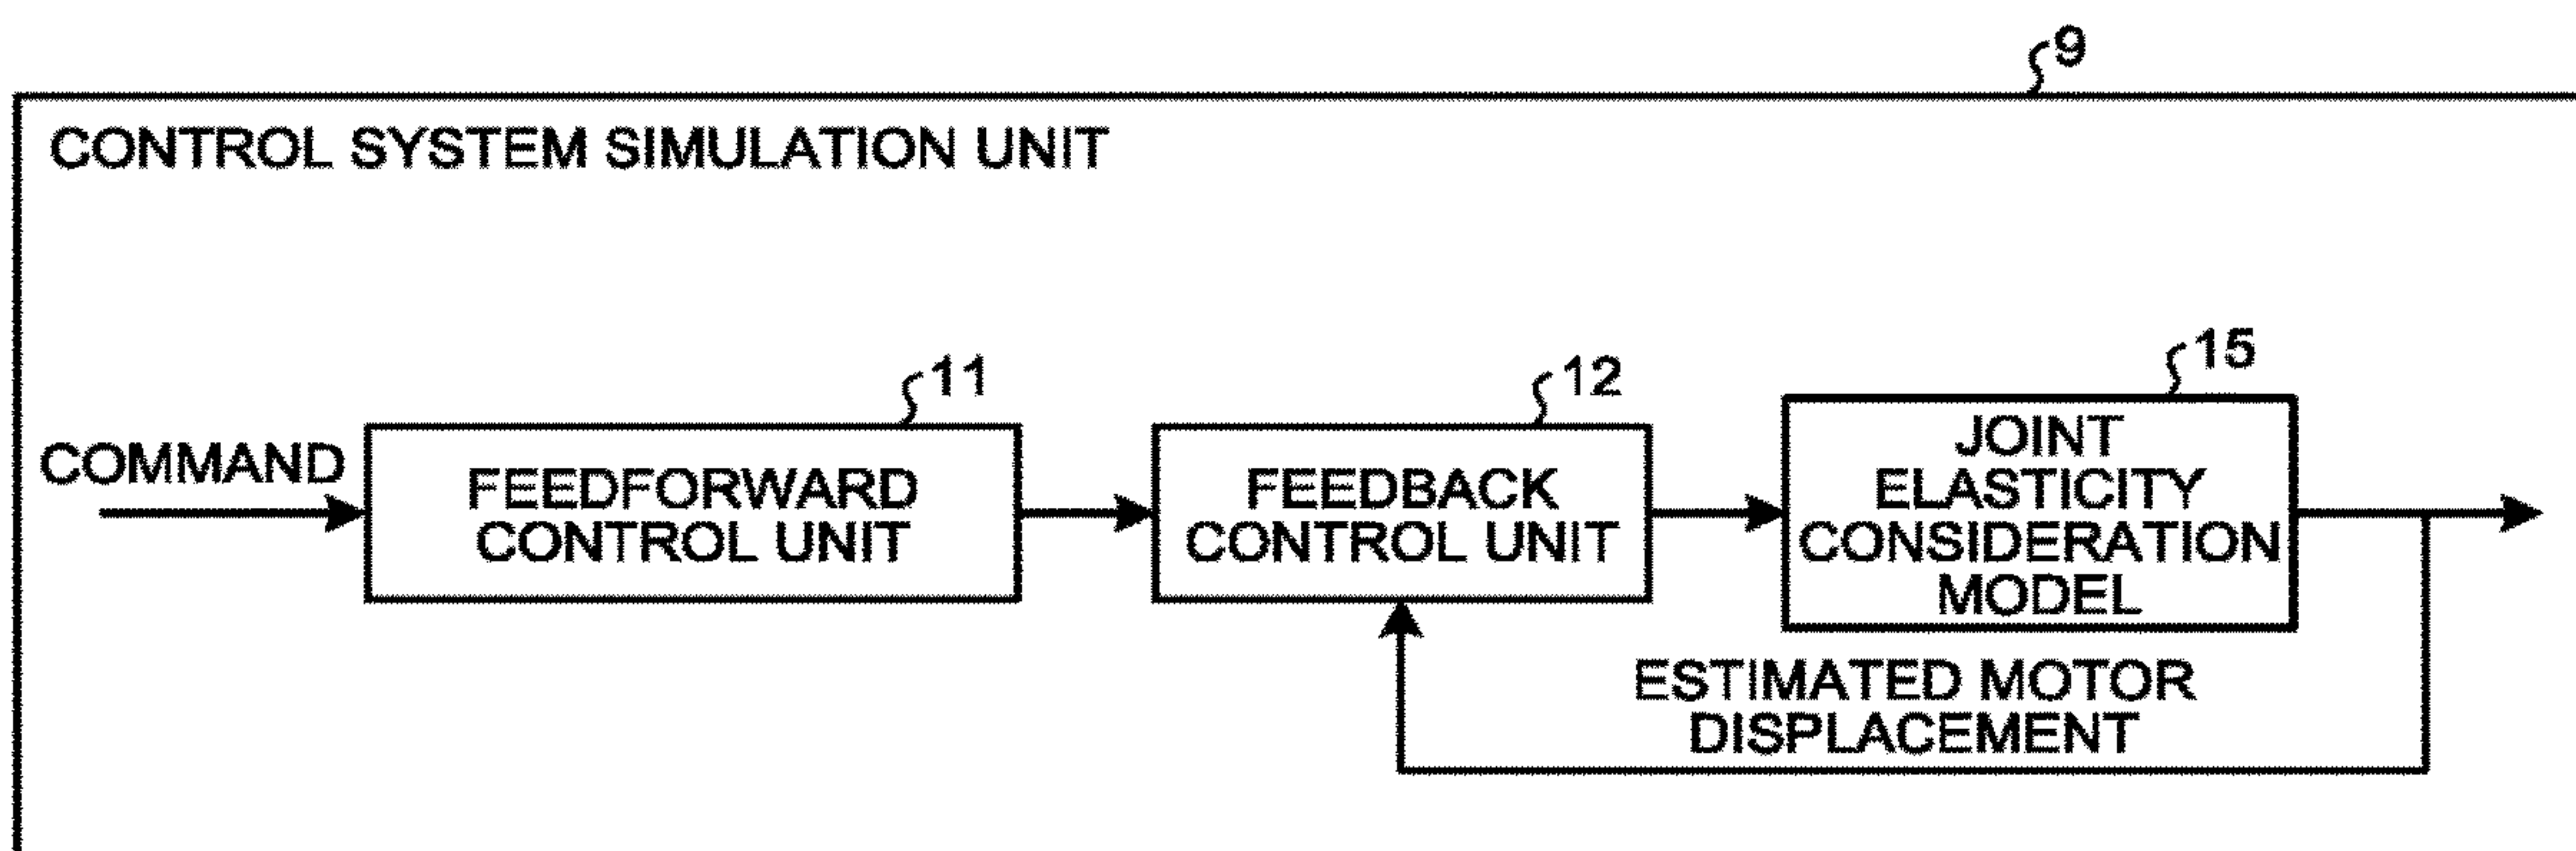 9
CONTROL SYSTEM SIMULATION UNIT
11
12
15
COMMAND
FEEDFORWARD
CONTROL UNIT
FEEDBACK
CONTROL UNIT
JOINT
ELASTICITY
CONSIDERATION
MODEL
ESTIMATED MOTOR
DISPLACEMENT